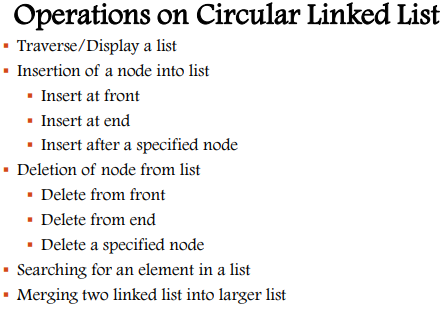 Operations on Circular Linked List
▪ Traverse/Display a list
▪ Insertion of a node into list
▪ Insert at front
▪ Insert at end
▪ Insert after a specified node
▪ Deletion of node from list
▪ Delete from front
▪ Delete from end
▪ Delete a specified node
▪ Searching for an element in a list
▪ Merging two linked list into larger list